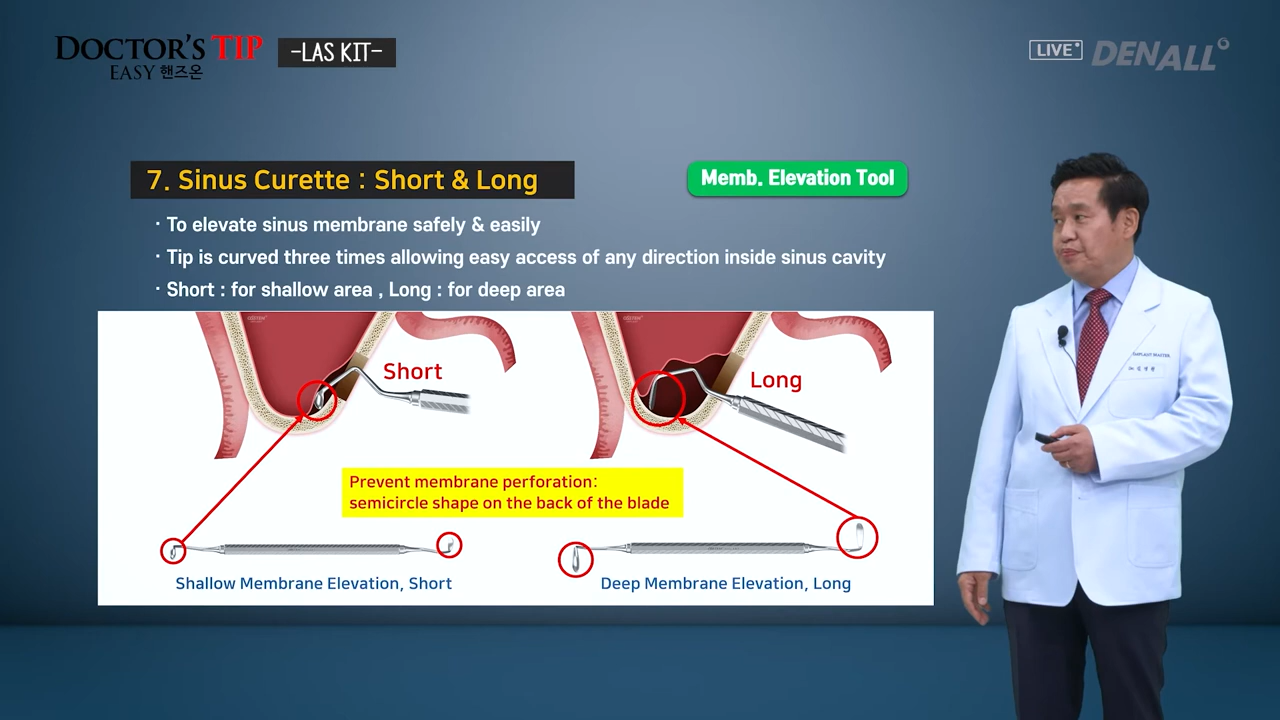 DOCTOR'S TIP
EASY 핸즈온
-LAS KIT-
LIVE
DENALL
7. Sinus Curette : Short & Long
Memb. Elevation Tool
· To elevate sinus membrane safely & easily
· Tip is curved three times allowing easy access of any direction inside sinus cavity
· Short : for shallow area , Long : for deep area
Short
Long
Prevent membrane perforation:
semicircle shape on the back of the blade
Shallow Membrane Elevation, Short
Deep Membrane Elevation, Long
IMPLANT MASTER